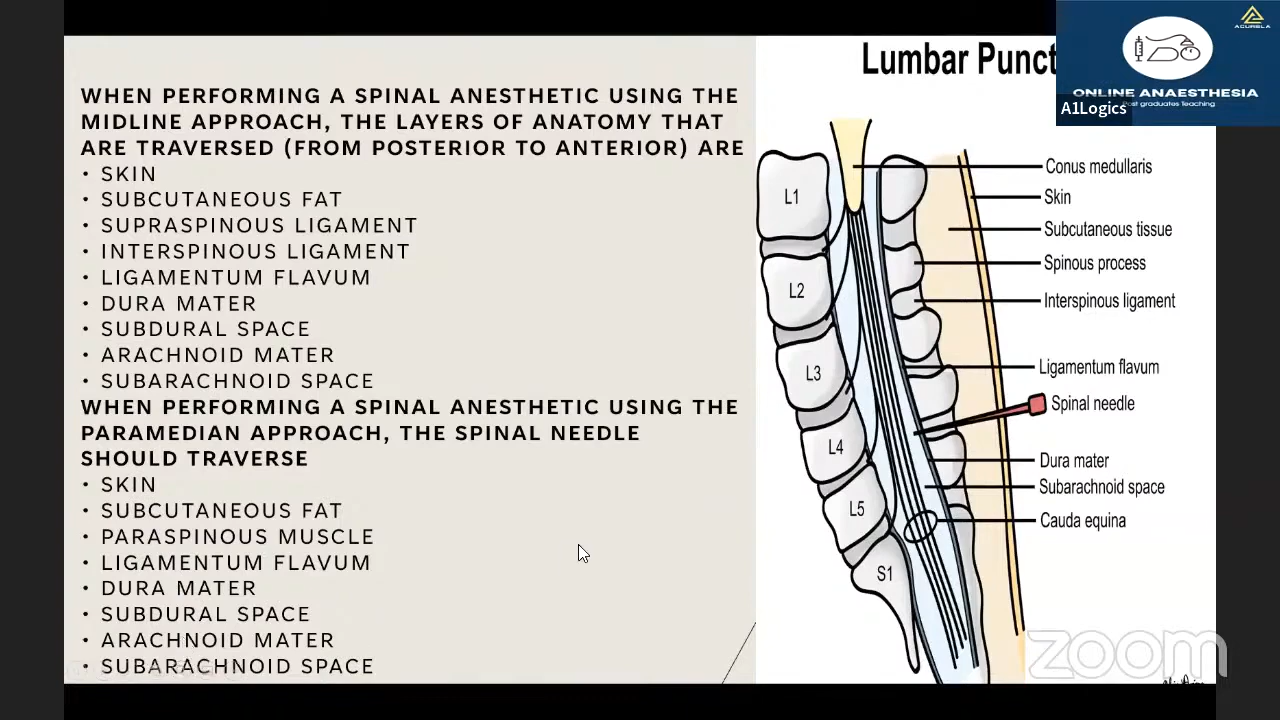 WHEN PERFORMING A SPINAL ANESTHETIC USING THE
MIDLINE APPROACH, THE LAYERS OF ANATOMY THAT
ARE TRAVERSED (FROM POSTERIOR TO ANTERIOR) ARE
• SKIN
• SUBCUTANEOUS FAT
• SUPRASPINOUS LIGAMENT
• INTERSPINOUS LIGAMENT
• LIGAMENTUM FLAVUM
• DURA MATER
• SUBDURAL SPACE
• ARACHNOID MATER
• SUBARACHNOID SPACE
WHEN PERFORMING A SPINAL ANESTHETIC USING THE
PARAMEDIAN APPROACH, THE SPINAL NEEDLE
SHOULD TRAVERSE
• SKIN
• SUBCUTANEOUS FAT
• PARASPINOUS MUSCLE
• LIGAMENTUM FLAVUM
• DURA MATER
• SUBDURAL SPACE
• ARACHNOID MATER
• SUBARACHNOID SPACE
Lumbar Punct
L1
L2
L3
L4
L5
S1
Conus medullaris
Skin
Subcutaneous tissue
Spinous process
Interspinous ligament
Ligamentum flavum
Spinal needle
Dura mater
Subarachnoid space
Cauda equina
ACURELA
ONLINE ANAESTHESIA
Post graduates Teaching
A1Logics
zoom